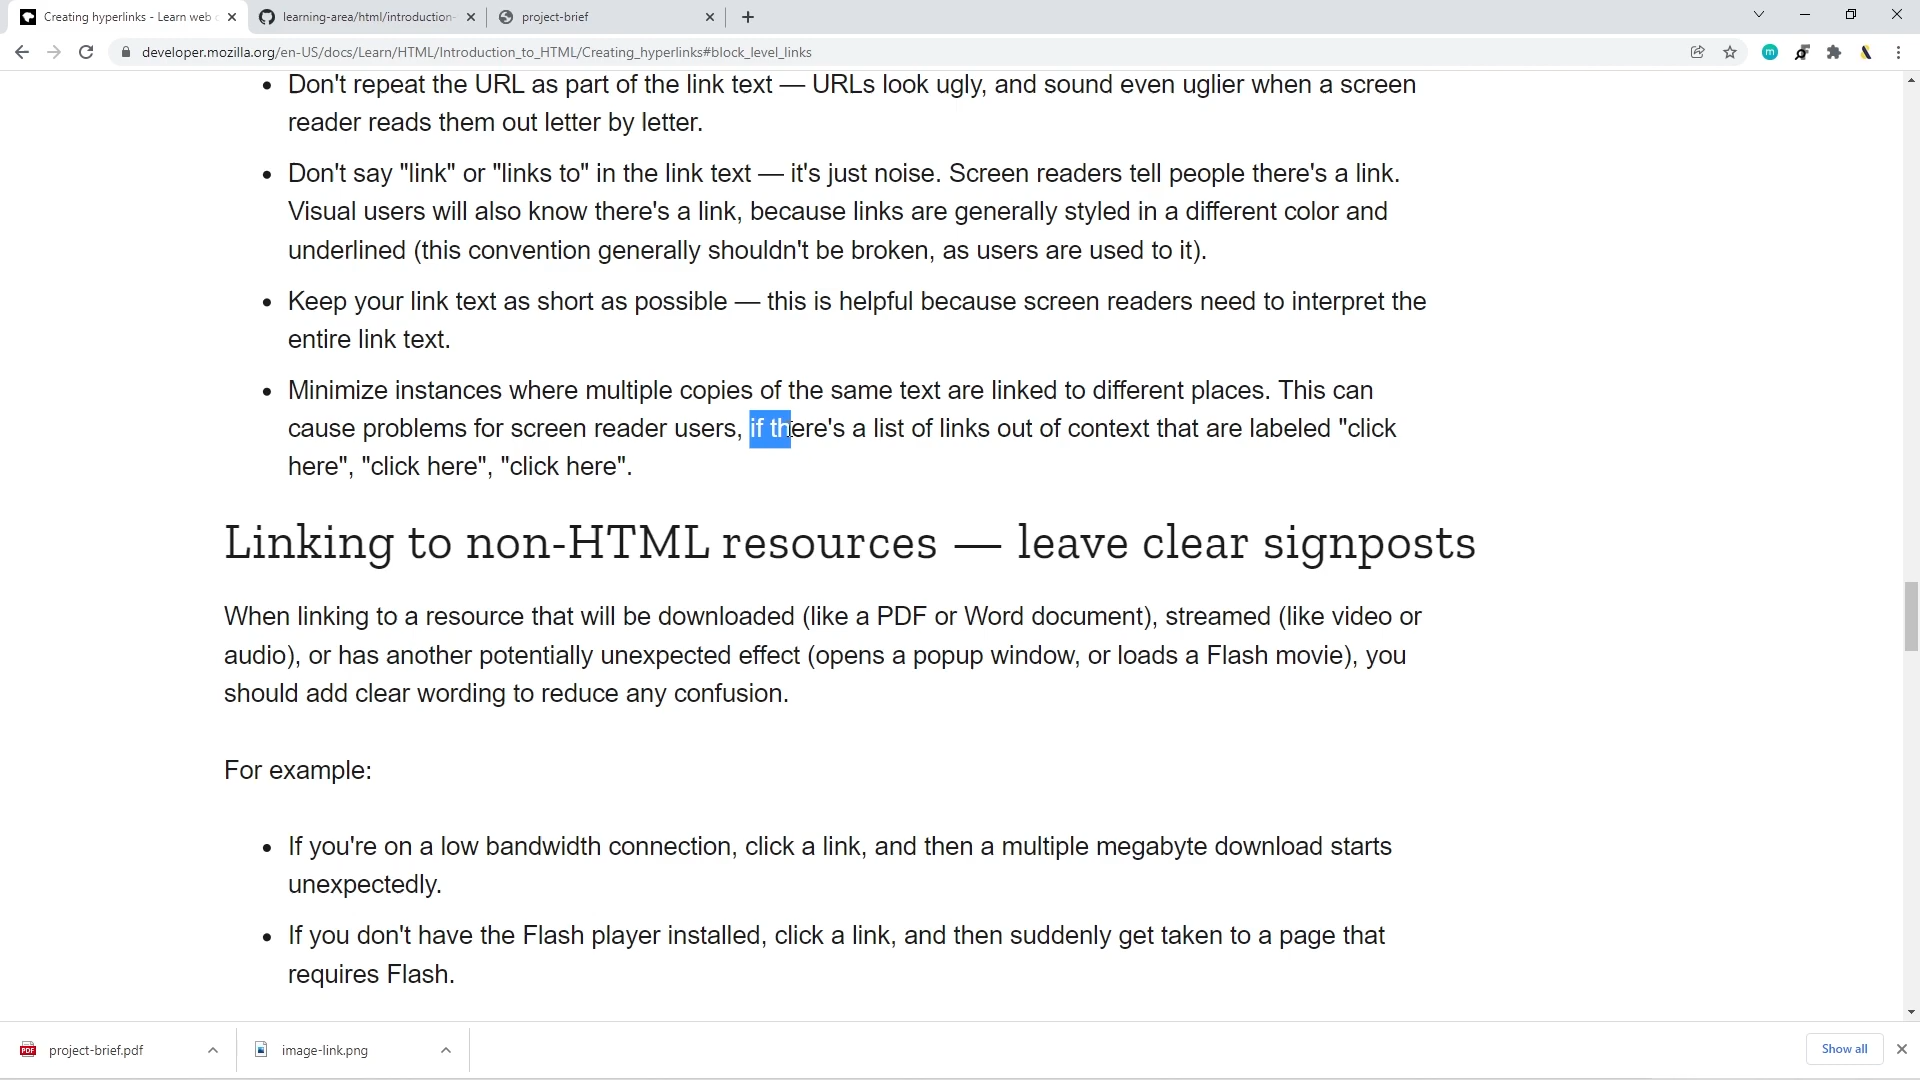 Creating hyperlinks - Learn web
learning-area/html/introduction-
project-brief
developer.mozilla.org/en-US/docs/Learn/HTML/Introduction_to_HTML/Creating_hyperlinks#block_level_links
m
Don't repeat the URL as part of the link text — URLs look ugly, and sound even uglier when a screen
reader reads them out letter by letter.
Don't say "link" or "links to" in the link text — it's just noise. Screen readers tell people there's a link.
Visual users will also know there's a link, because links are generally styled in a different color and
underlined (this convention generally shouldn't be broken, as users are used to it).
Keep your link text as short as possible — this is helpful because screen readers need to interpret the
entire link text.
Minimize instances where multiple copies of the same text are linked to different places. This can
cause problems for screen reader users, if there's a list of links out of context that are labeled "click
here", "click here", "click here".
Linking to non-HTML resources — leave clear signposts
When linking to a resource that will be downloaded (like a PDF or Word document), streamed (like video or
audio), or has another potentially unexpected effect (opens a popup window, or loads a Flash movie), you
should add clear wording to reduce any confusion.
For example:
If you're on a low bandwidth connection, click a link, and then a multiple megabyte download starts
unexpectedly.
If you don't have the Flash player installed, click a link, and then suddenly get taken to a page that
requires Flash.
PDF project-brief.pdf
image-link.png
Show all